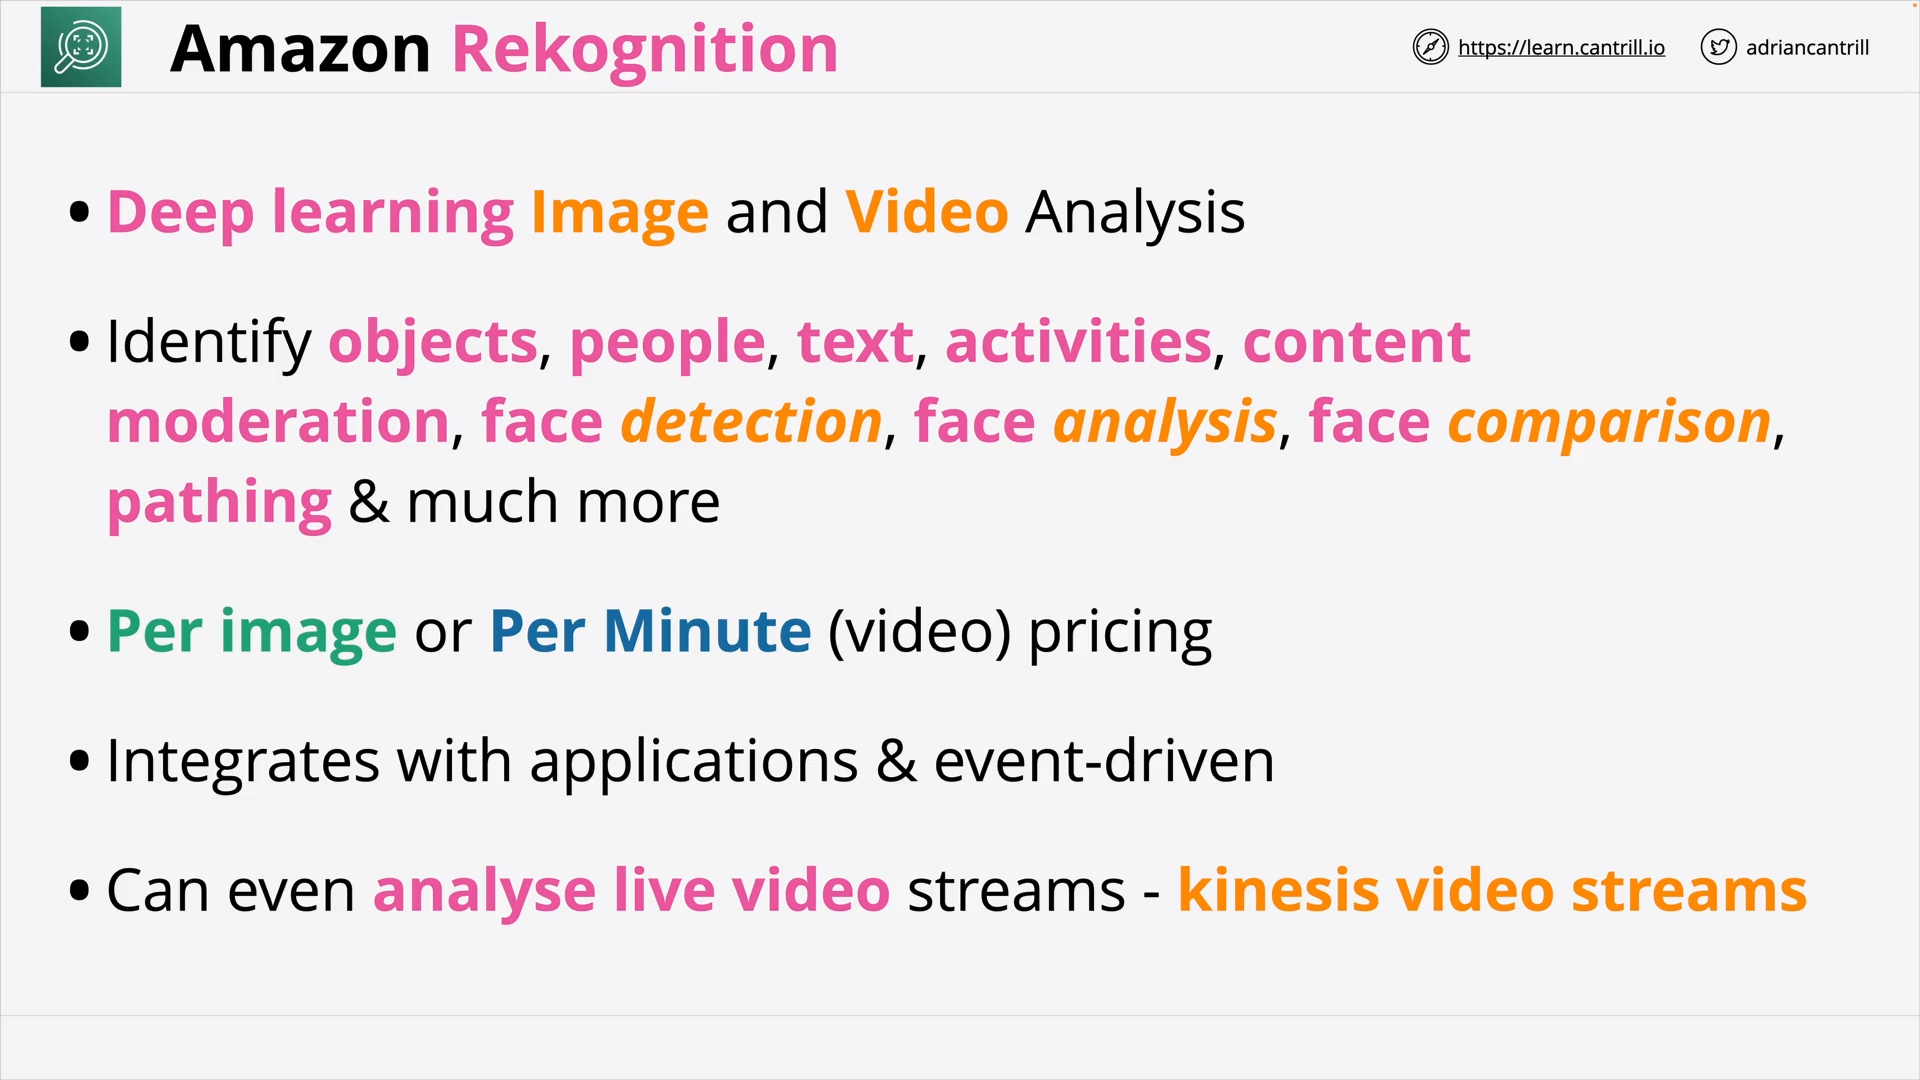 Amazon Rekognition
https://learn.cantrill.io
adriancantrill
• Deep learning Image and Video Analysis
• Identify objects, people, text, activities, content
moderation, face detection, face analysis, face comparison,
pathing & much more
• Per image or Per Minute (video) pricing
• Integrates with applications & event-driven
• Can even analyse live video streams - kinesis video streams